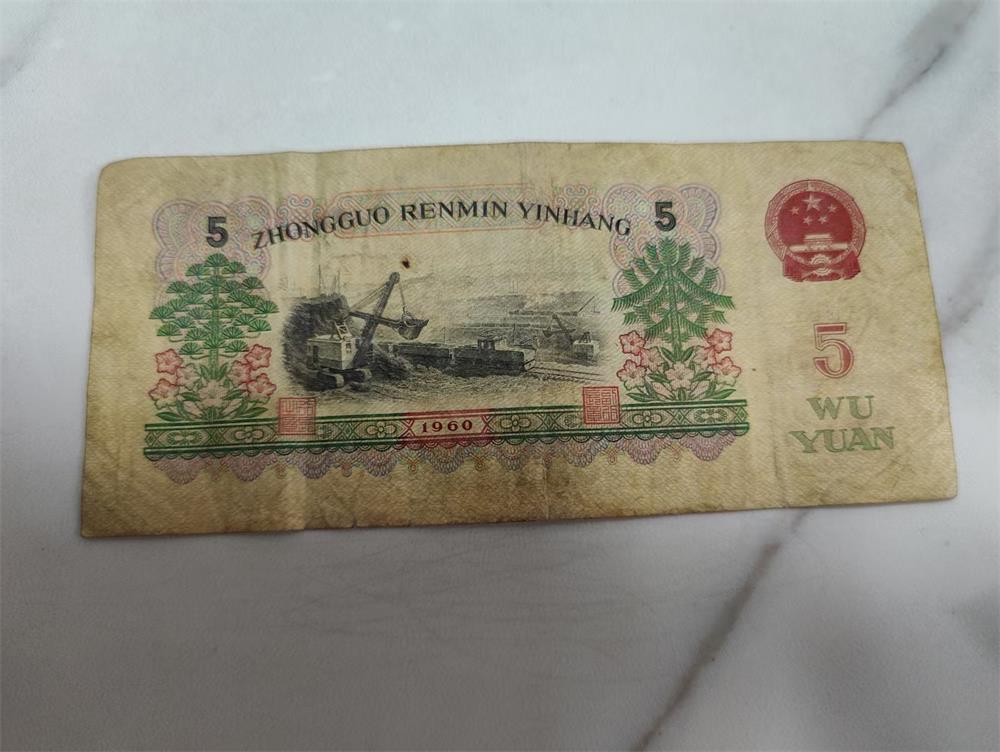 5 ZHONGGUO RENMIN YINHANG 5
5
WU
YUAN
1960